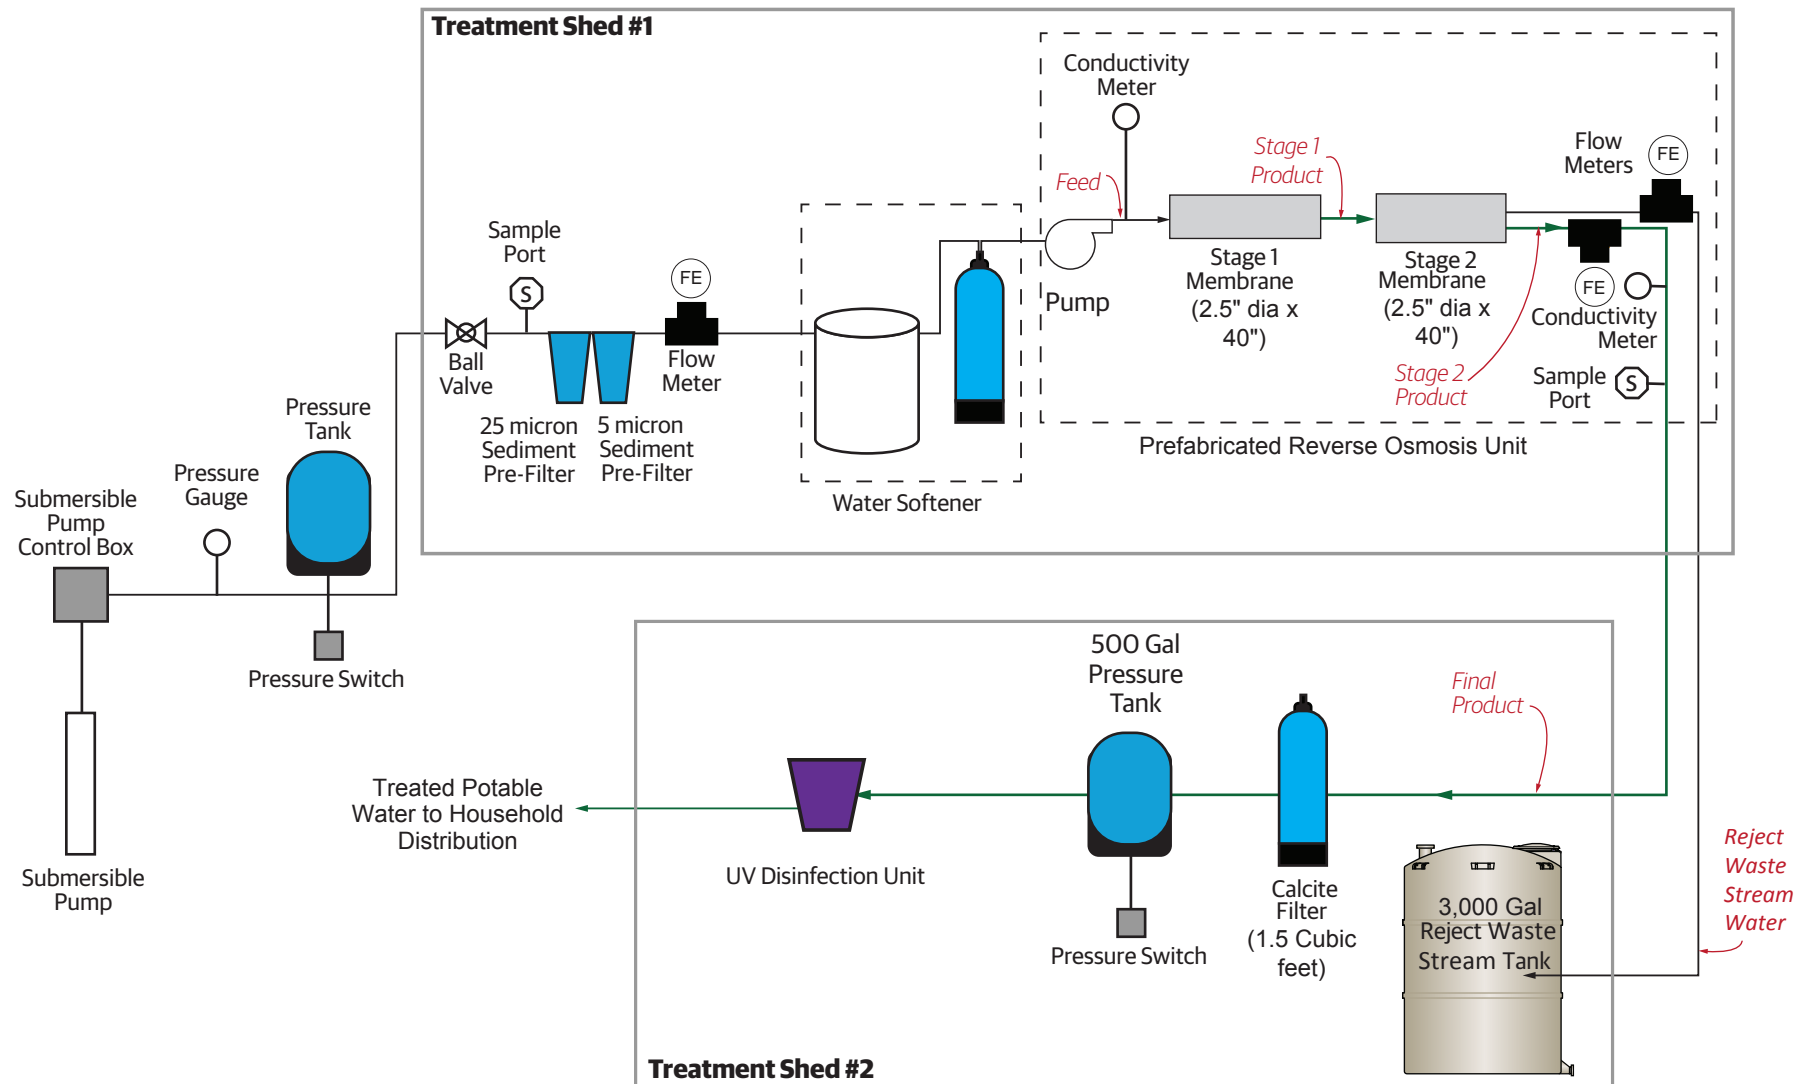 Treatment Shed #1
Conductivity
Meter
Feed
Stage 1
Product
Flow
Meters
FE
Sample
Port
S
FE
Flow
Meter
Ball
Valve
25 micron
Sediment
Pre-Filter
5 micron
Sediment
Pre-Filter
Water Softener
Pump
Stage 1
Membrane
(2.5" dia x
40")
Stage 2
Membrane
(2.5" dia x
40")
FE
Conductivity
Meter
Stage 2
Product
Sample
Port
S
Prefabricated Reverse Osmosis Unit
Pressure
Tank
Pressure
Gauge
Submersible
Pump
Control Box
Pressure Switch
Submersible
Pump
500 Gal
Pressure
Tank
Final
Product
Treated Potable
Water to Household
Distribution
UV Disinfection Unit
Pressure Switch
Calcite
Filter
(1.5 Cubic
feet)
3,000 Gal
Reject Waste
Stream Tank
Reject
Waste
Stream
Water
Treatment Shed #2